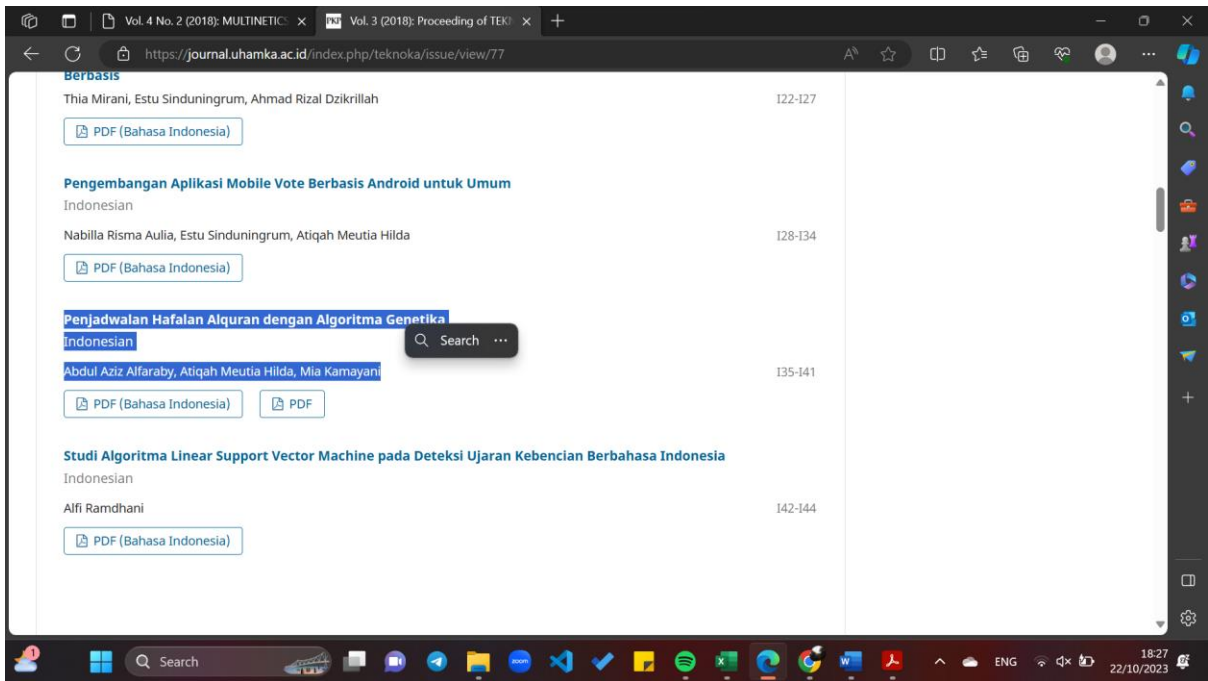 Vol. 4 No. 2 (2018): MULTINETICS
PKP Vol. 3 (2018): Proceeding of TEKN
https://journal.uhamka.ac.id/index.php/teknoka/issue/view/77
Berbasis
Thia Mirani, Estu Sinduningrum, Ahmad Rizal Dzikrillah I22-I27
PDF (Bahasa Indonesia)
Pengembangan Aplikasi Mobile Vote Berbasis Android untuk Umum
Indonesian
Nabilla Risma Aulia, Estu Sinduningrum, Atiqah Meutia Hilda I28-I34
PDF (Bahasa Indonesia)
Penjadwalan Hafalan Alquran dengan Algoritma Genetika
Indonesian
Search
Abdul Aziz Alfaraby, Atiqah Meutia Hilda, Mia Kamayani I35-I41
PDF (Bahasa Indonesia) PDF
Studi Algoritma Linear Support Vector Machine pada Deteksi Ujaran Kebencian Berbahasa Indonesia
Indonesian
Alfi Ramdhani I42-I44
PDF (Bahasa Indonesia)
1 Search zoom ENG 18:27
22/10/2023